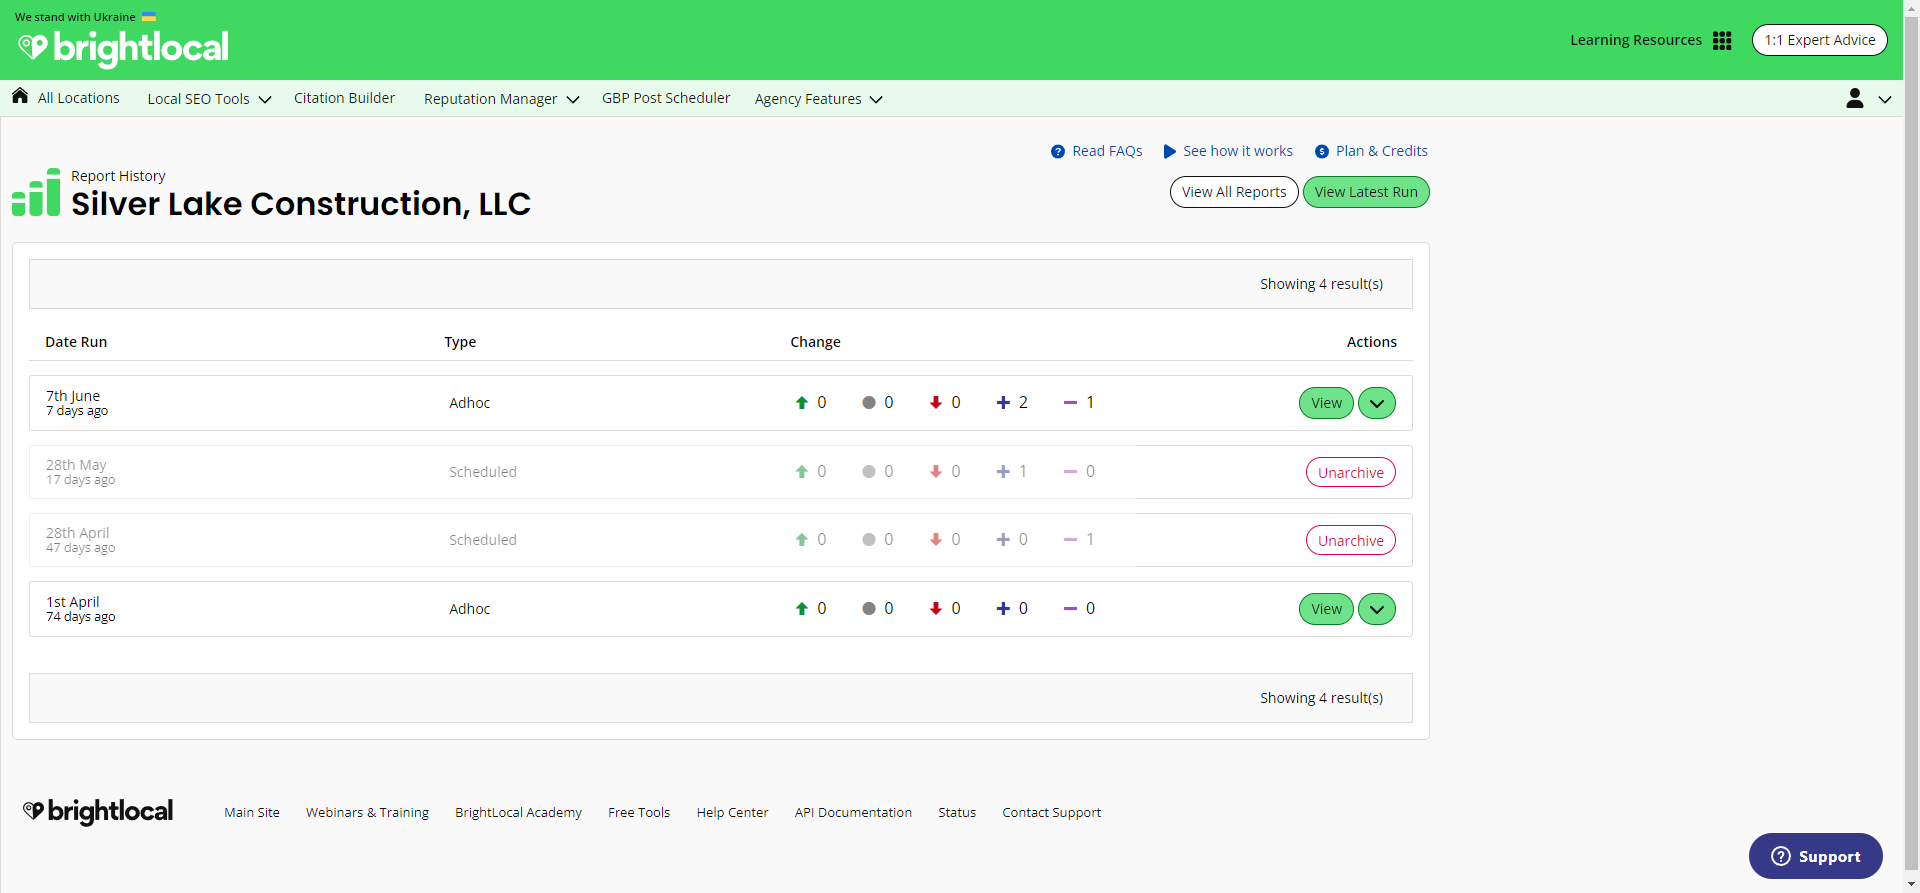 We stand with Ukraine
brightlocal
Learning Resources
1:1 Expert Advice
All Locations
Local SEO Tools
Citation Builder
Reputation Manager
GBP Post Scheduler
Agency Features
Read FAQs
See how it works
Plan & Credits
Report History
Silver Lake Construction, LLC
View All Reports
View Latest Run
Showing 4 result(s)
Date Run Type Change Actions
7th June
7 days ago
Adhoc 0 0 0 2 1 View
28th May
17 days ago
Scheduled 0 0 0 1 0 Unarchive
28th April
47 days ago
Scheduled 0 0 0 0 1 Unarchive
1st April
74 days ago
Adhoc 0 0 0 0 0 View
Showing 4 result(s)
brightlocal
Main Site Webinars & Training BrightLocal Academy Free Tools Help Center API Documentation Status Contact Support
Support